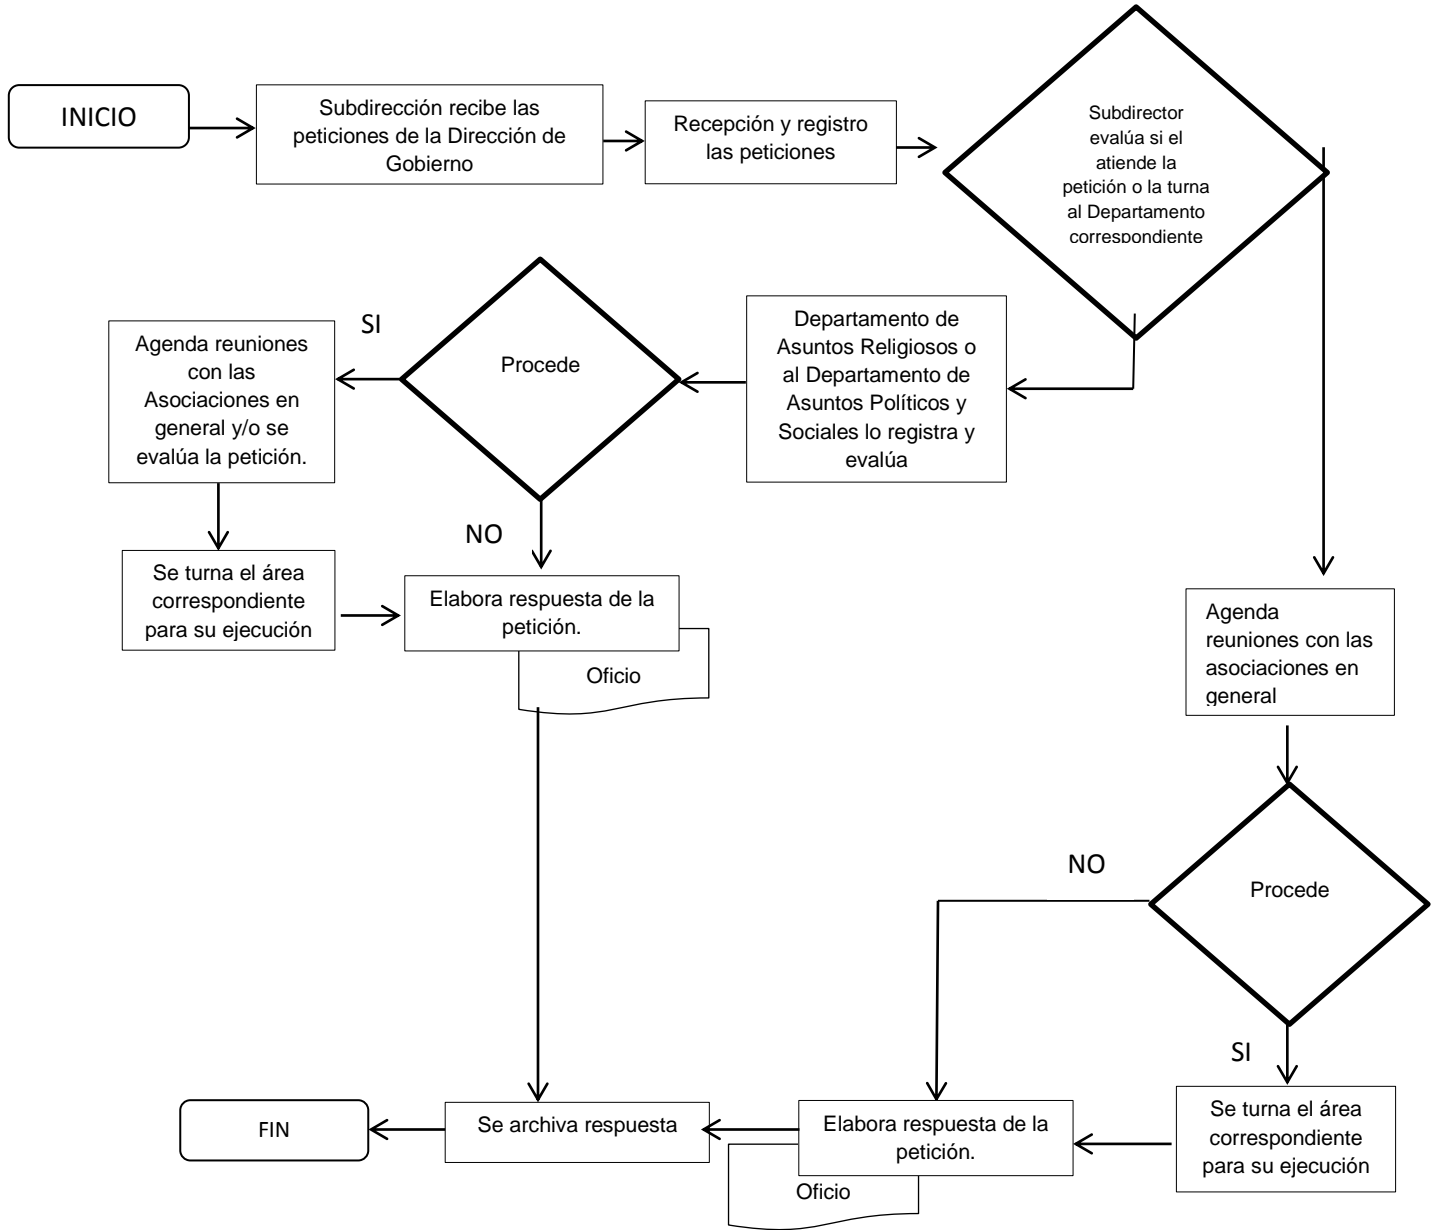 INICIO
Subdirección recibe las
peticiones de la Dirección de
Gobierno
Recepción y registro
las peticiones
Subdirector
evalúa si el
atiende la
petición o la turna
al Departamento
correspondiente
Departamento de
Asuntos Religiosos o
al Departamento de
Asuntos Políticos y
Sociales lo registra y
evalúa
Procede
SI
Agenda reuniones
con las
Asociaciones en
general y/o se
evalúa la petición.
NO
Se turna el área
correspondiente
para su ejecución
Elabora respuesta de la
petición.
Oficio
Agenda
reuniones con las
asociaciones en
general
Procede
NO
SI
Se turna el área
correspondiente
para su ejecución
Elabora respuesta de la
petición.
Oficio
Se archiva respuesta
FIN